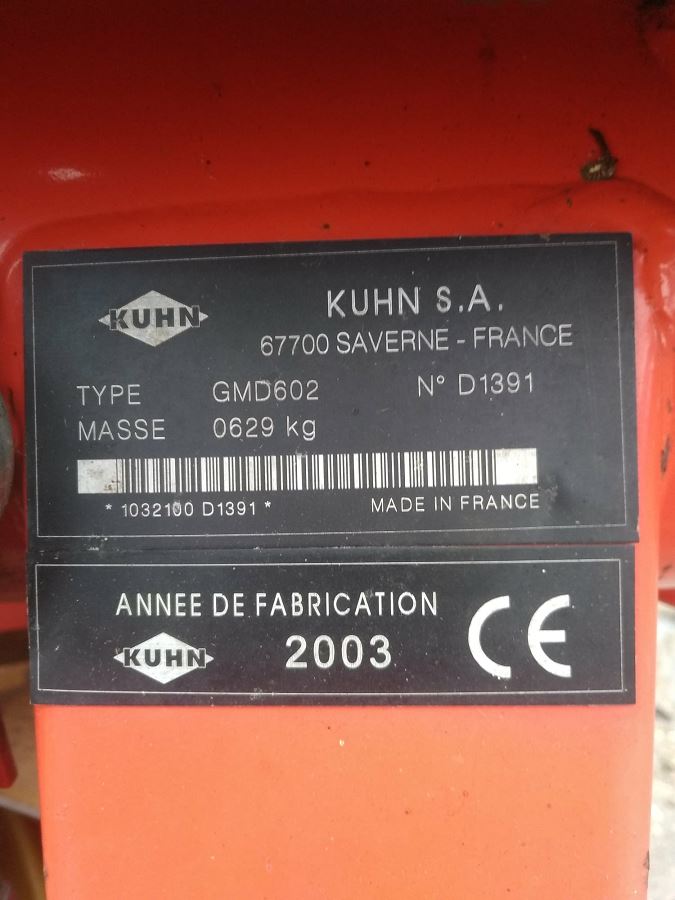 KUHN
KUHN S.A.
67700 SAVERNE - FRANCE
TYPE GMD602 N° D1391
MASSE 0629 kg
* 1032100 D1391 * MADE IN FRANCE
ANNEE DE FABRICATION
KUHN 2003 CE